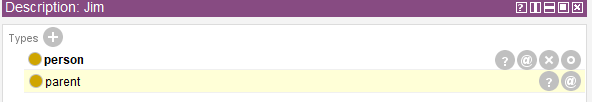 Description: Jim
Types
person
? @
parent
? @